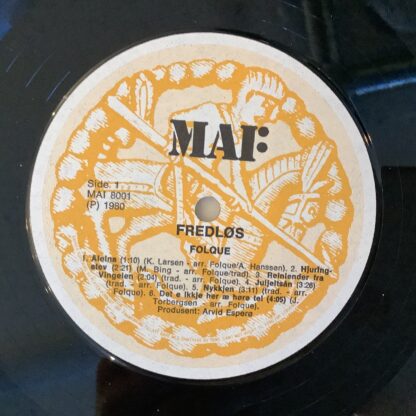 MAI:
Side: 1
MAI 8001
(P) 1980
FREDLØS
FOLQUE
1. Aleina (1:10) (K. Larsen - arr. Folque/A. Hanssen). 2. Hjuring-
slev (2:21) (M. Bing - arr. Folque/trad.) 3. Reinlender fra
Vingelen (2:04) (trad. - arr. Folque). 4. Juljeltsån (3:28)
(trad. - arr. Folque). 5. Nykkjen (3:11) (trad. - arr.
Folque). 6. Det e ikkje her æ høre tel (4:05) (J.
Torbergsen - arr. Folque).
Produsent: Arvid Esperø